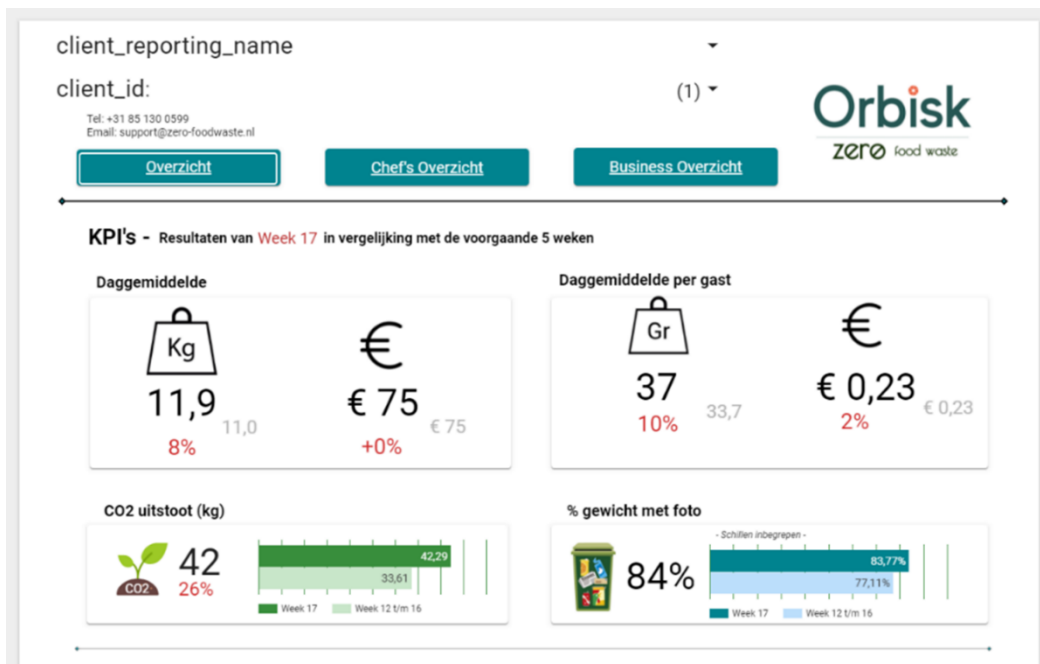 client_reporting_name
client_id:
(1)
Tel: +31 85 130 0599
Email: support@zero-foodwaste.nl
Orbisk
zero food waste
Overzicht
Chef's Overzicht
Business Overzicht
KPI's - Resultaten van Week 17 in vergelijking met de voorgaande 5 weken
Daggemiddelde
Kg
€
11,9
11,0
8%
€ 75
€ 75
+0%
Daggemiddelde per gast
Gr
€
37
33,7
10%
€ 0,23
€ 0,23
2%
CO2 uitstoot (kg)
CO2
42
26%
42,29
33,61
Week 17
Week 12 t/m 16
% gewicht met foto
- Schillen inbegrepen -
84%
83,77%
77,11%
Week 17
Week 12 t/m 16